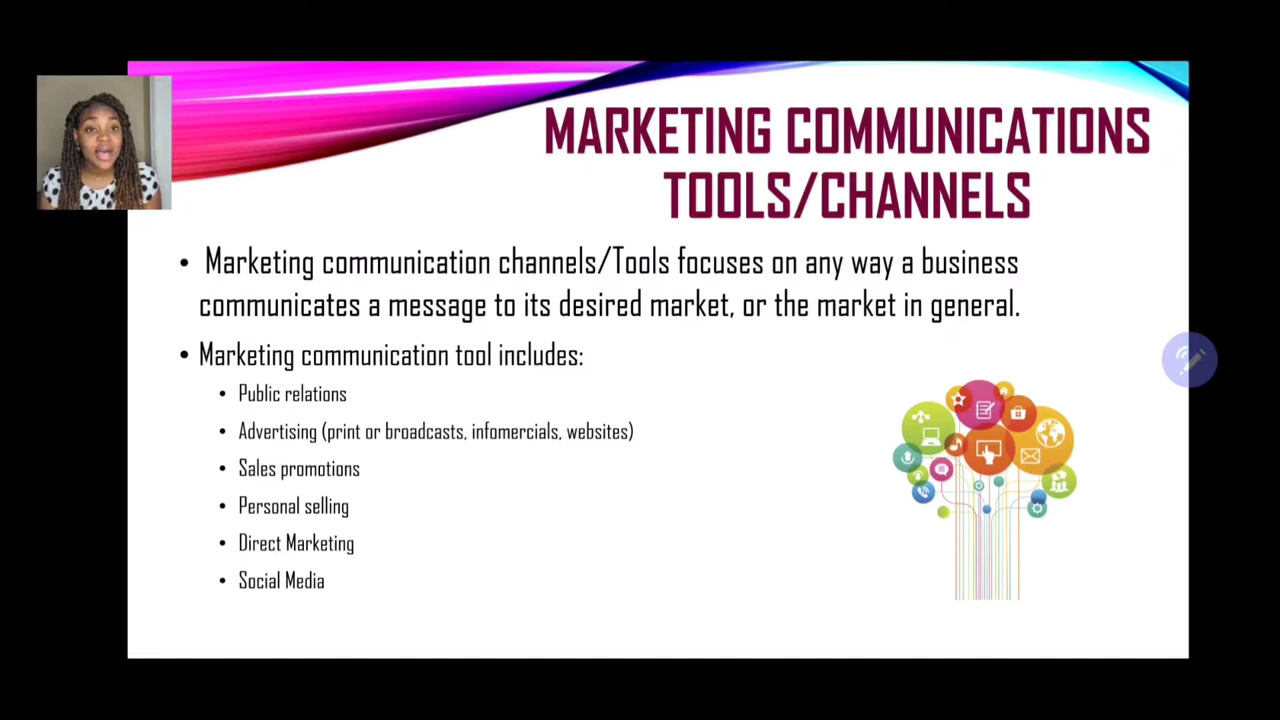 MARKETING COMMUNICATIONS
TOOLS/CHANNELS
• Marketing communication channels/Tools focuses on any way a business
communicates a message to its desired market, or the market in general.
• Marketing communication tool includes:
• Public relations
• Advertising (print or broadcasts, infomercials, websites)
• Sales promotions
• Personal selling
• Direct Marketing
• Social Media